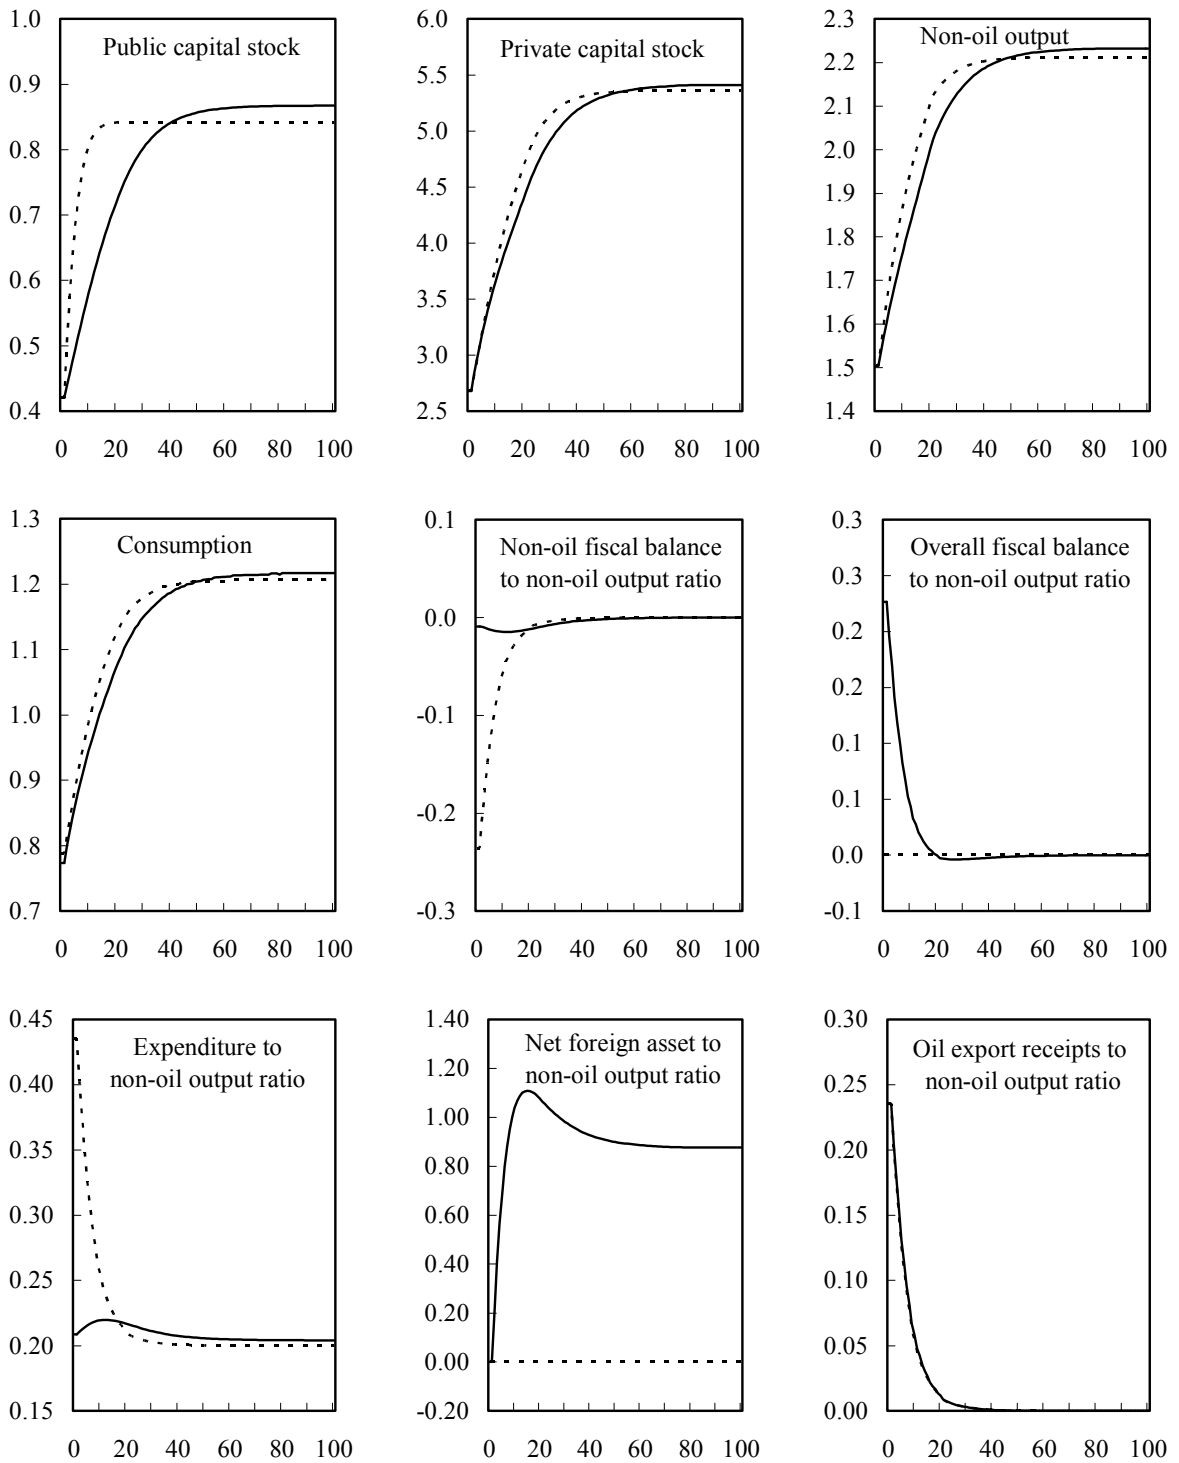 Public capital stock
1.0
0.9
0.8
0.7
0.6
0.5
0.4
0 20 40 60 80 100
Private capital stock
6.0
5.5
5.0
4.5
4.0
3.5
3.0
2.5
0 20 40 60 80 100
Non-oil output
2.3
2.2
2.1
2.0
1.9
1.8
1.7
1.6
1.5
1.4
0 20 40 60 80 100
Consumption
1.3
1.2
1.1
1.0
0.9
0.8
0.7
0 20 40 60 80 100
Non-oil fiscal balance
to non-oil output ratio
0.1
0.0
-0.1
-0.2
-0.3
0 20 40 60 80 100
Overall fiscal balance
to non-oil output ratio
0.3
0.3
0.2
0.2
0.1
0.1
0.0
-0.1
0 20 40 60 80 100
Expenditure to
non-oil output ratio
0.45
0.40
0.35
0.30
0.25
0.20
0.15
0 20 40 60 80 100
Net foreign asset to
non-oil output ratio
1.40
1.20
1.00
0.80
0.60
0.40
0.20
0.00
-0.20
0 20 40 60 80 100
Oil export receipts to
non-oil output ratio
0.30
0.25
0.20
0.15
0.10
0.05
0.00
0 20 40 60 80 100